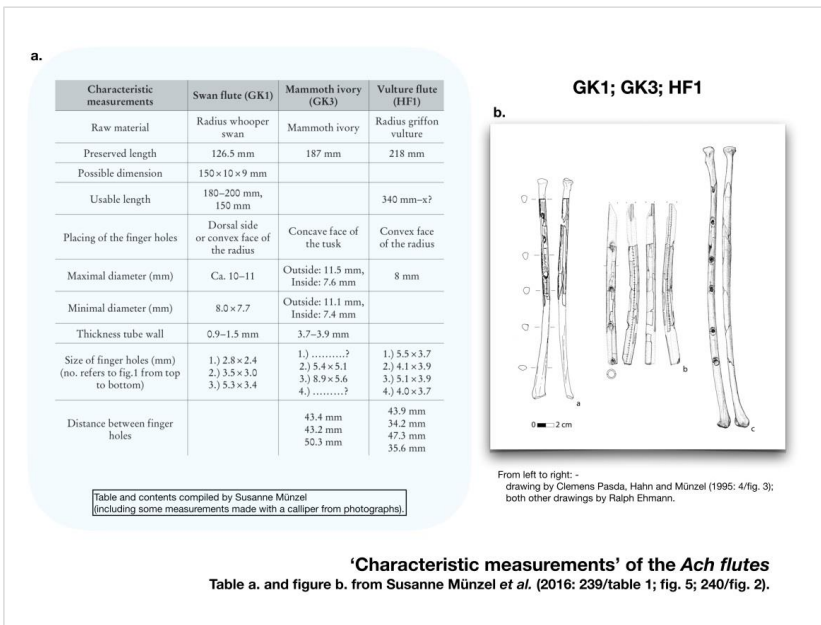 a.
Characteristic measurements	Swan flute (GK1)	Mammoth ivory (GK3)	Vulture flute (HF1)
Raw material	Radius whooper swan	Mammoth ivory	Radius griffon vulture
Preserved length	126.5 mm	187 mm	218 mm
Possible dimension	150×10×9 mm
Usable length	180–200 mm, 150 mm	340 mm–x?
Placing of the finger holes	Dorsal side or convex face of the radius	Concave face of the tusk	Convex face of the radius
Maximal diameter (mm)	Ca. 10–11	Outside: 11.5 mm, Inside: 7.6 mm	8 mm
Minimal diameter (mm)	8.0×7.7	Outside: 11.1 mm, Inside: 7.4 mm
Thickness tube wall	0.9–1.5 mm	3.7–3.9 mm
Size of finger holes (mm) (no. refers to fig.1 from top to bottom)	1.) 2.8×2.4 2.) 3.5×3.0 3.) 5.3×3.4	1.) ..........? 2.) 5.4×5.1 3.) 8.9×5.6 4.) .........?	1.) 5.5×3.7 2.) 4.1×3.9 3.) 5.1×3.9 4.) 4.0×3.7
Distance between finger holes	43.4 mm 43.2 mm 50.3 mm	43.9 mm 34.2 mm 47.3 mm 35.6 mm
Table and contents compiled by Susanne Münzel
(including some measurements made with a calliper from photographs).
GK1; GK3; HF1
b.
a
b
c
0 2 cm
From left to right: -
drawing by Clemens Pasda, Hahn and Münzel (1995: 4/fig. 3);
both other drawings by Ralph Ehmann.
'Characteristic measurements' of the Ach flutes
Table a. and figure b. from Susanne Münzel et al. (2016: 239/table 1; fig. 5; 240/fig. 2).